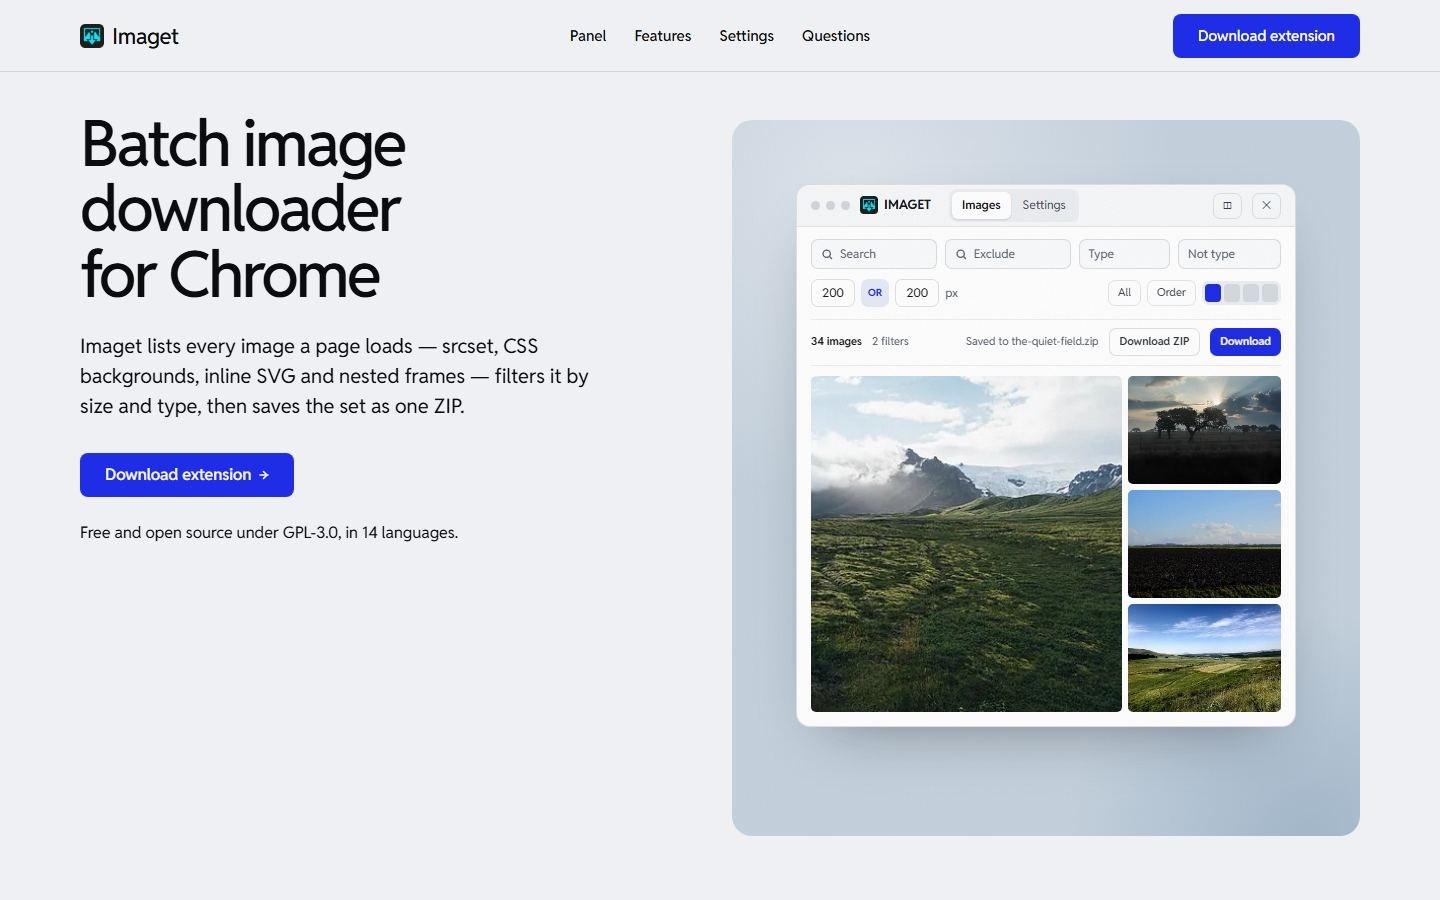 Imaget
Panel Features Settings Questions
Download extension
Batch image
downloader
for Chrome
Imaget lists every image a page loads — srcset, CSS
backgrounds, inline SVG and nested frames — filters it by
size and type, then saves the set as one ZIP.
Download extension →
Free and open source under GPL-3.0, in 14 languages.
IMAGET Images Settings
Search Exclude Type Not type
200 OR 200 px All Order
34 images 2 filters Saved to the-quiet-field.zip Download ZIP Download